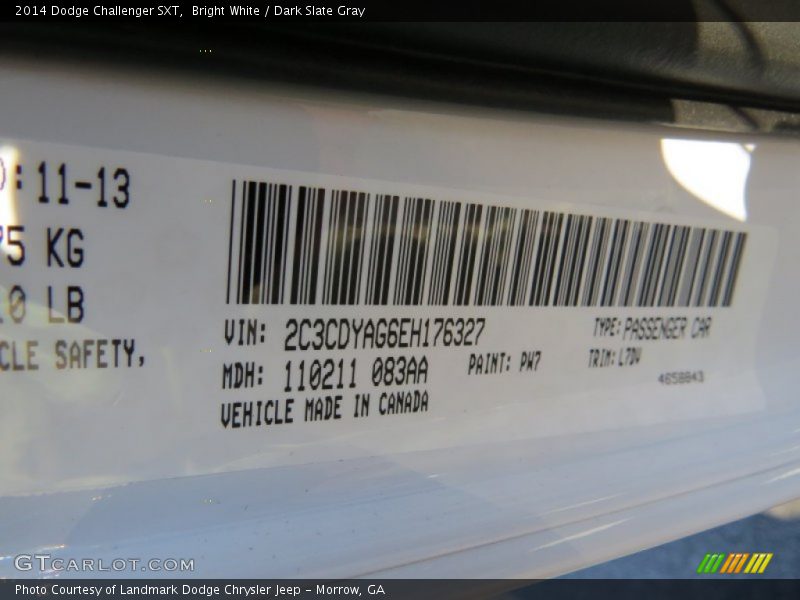 2014 Dodge Challenger SXT,  Bright White / Dark Slate Gray
: 11-13
5 KG
0 LB
CLE SAFETY,
VIN: 2C3CDYAG6EH176327
TYPE: PASSENGER CAR
MDH: 110211 083AA
PAINT: PW7
TRIM: L7DV
VEHICLE MADE IN CANADA
4658843
GTCARLOT.COM
Photo Courtesy of Landmark Dodge Chrysler Jeep - Morrow, GA